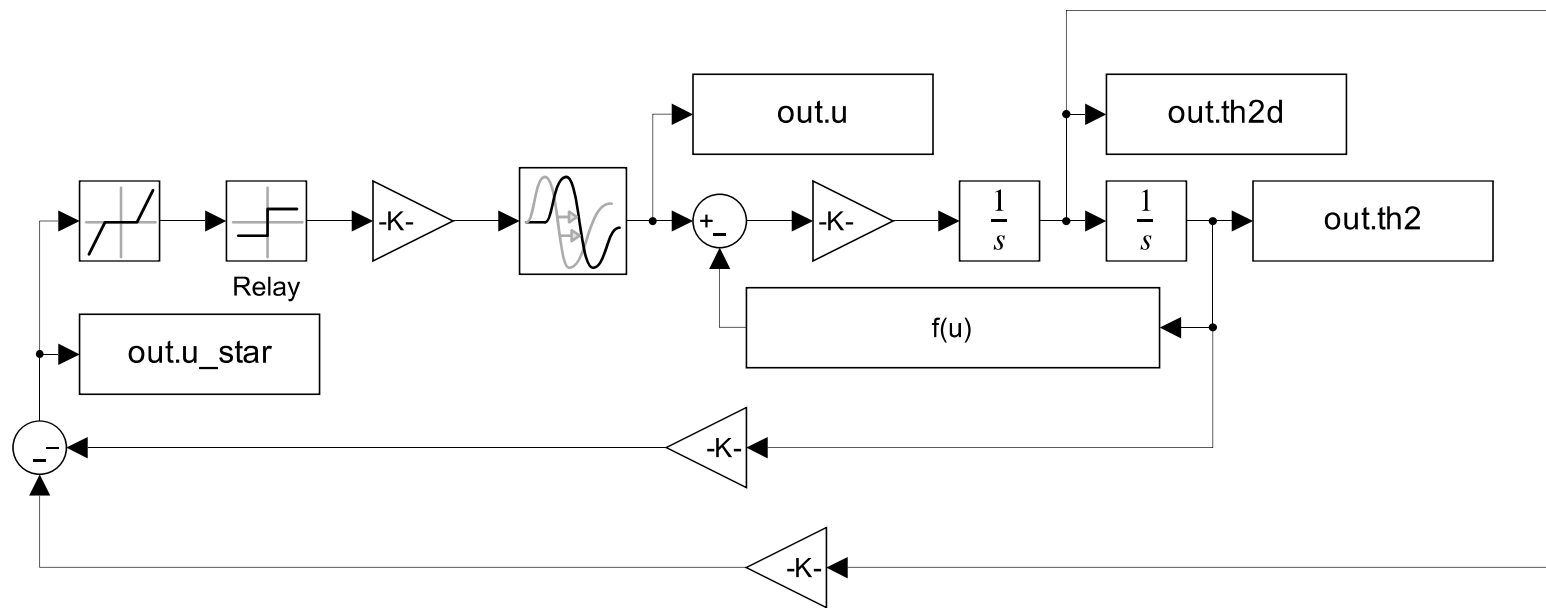 out.u
out.th2d
-K-
+
−
-K-
1
s
1
s
out.th2
Relay
f(u)
out.u_star
−
−
-K-
-K-